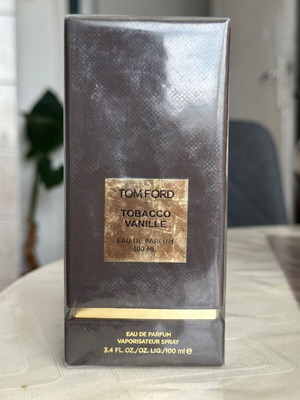 TOM FORD
TOBACCO
VANILLE
EAU DE PARFUM
100 ML
EAU DE PARFUM
VAPORISATEUR SPRAY
3.4 FL.OZ./OZ. LIQ./100 ml e